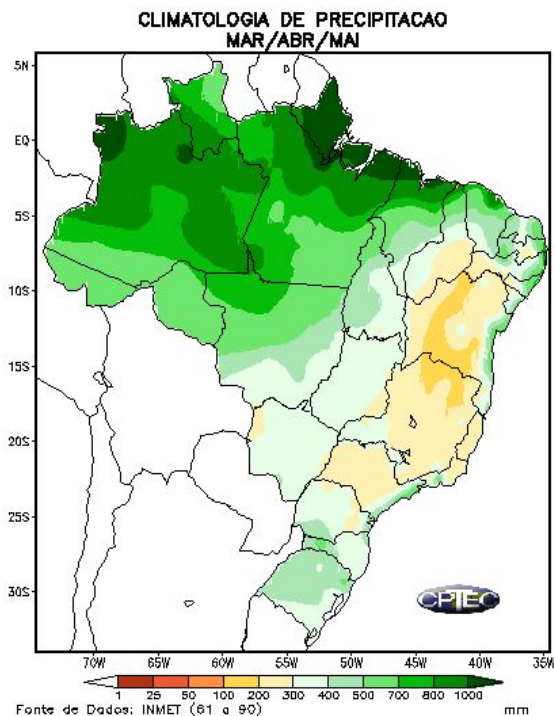 CLIMATOLOGIA DE PRECIPITACAO
MAR/ABR/MAI
5N
EQ
5S
10S
15S
20S
25S
30S
CPTEC
70W 65W 60W 55W 50W 45W 40W 35W
1 25 50 100 200 300 400 500 700 800 1000
Fonte de Dados: INMET (61 a 90) mm